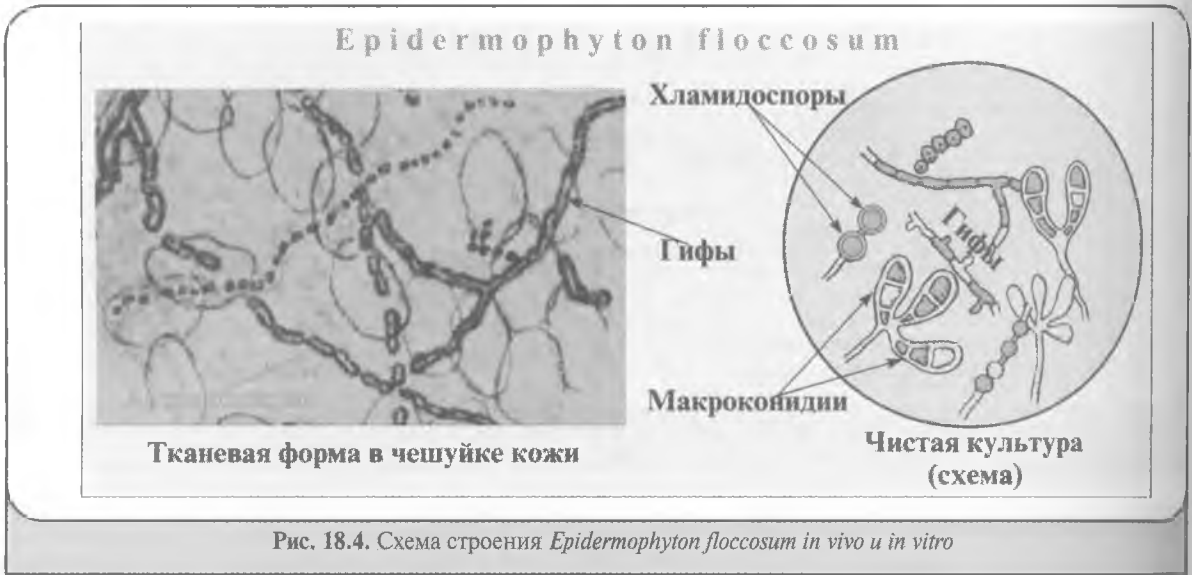 Epidermophyton floccosum
Хламидоспоры
Гифы
Гифы
Макроконидии
Тканевая форма в чешуйке кожи
Чистая культура
(схема)
Рис. 18.4. Схема строения Epidermophyton floccosum in vivo и in vitro